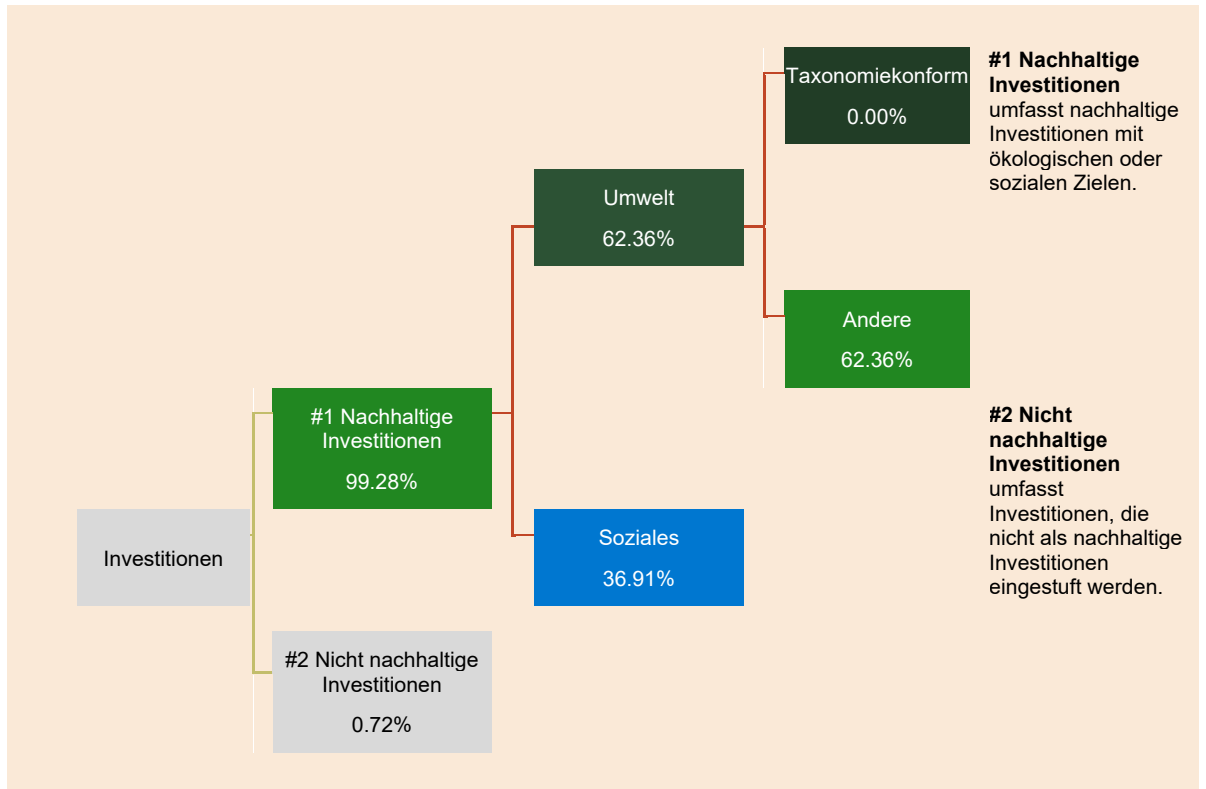 Taxonomiekonform
0.00%
Umwelt
62.36%
Andere
62.36%
#1 Nachhaltige
Investitionen
99.28%
Soziales
36.91%
Investitionen
#2 Nicht nachhaltige
Investitionen
0.72%
#1 Nachhaltige
Investitionen
umfasst nachhaltige
Investitionen mit
ökologischen oder
sozialen Zielen.
#2 Nicht
nachhaltige
Investitionen
umfasst
Investitionen, die
nicht als nachhaltige
Investitionen
eingestuft werden.